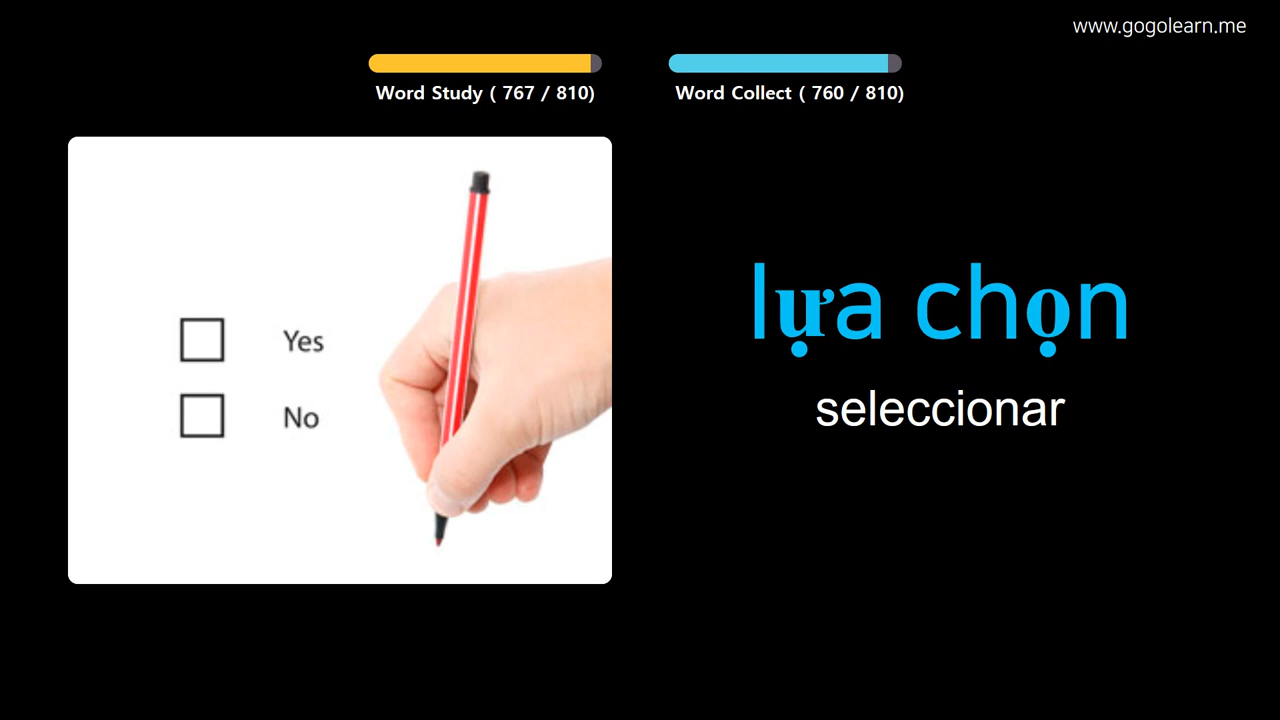 www.gogolearn.me
Word Study ( 767 / 810)
Word Collect ( 760 / 810)
Yes
No
lựa chọn
seleccionar